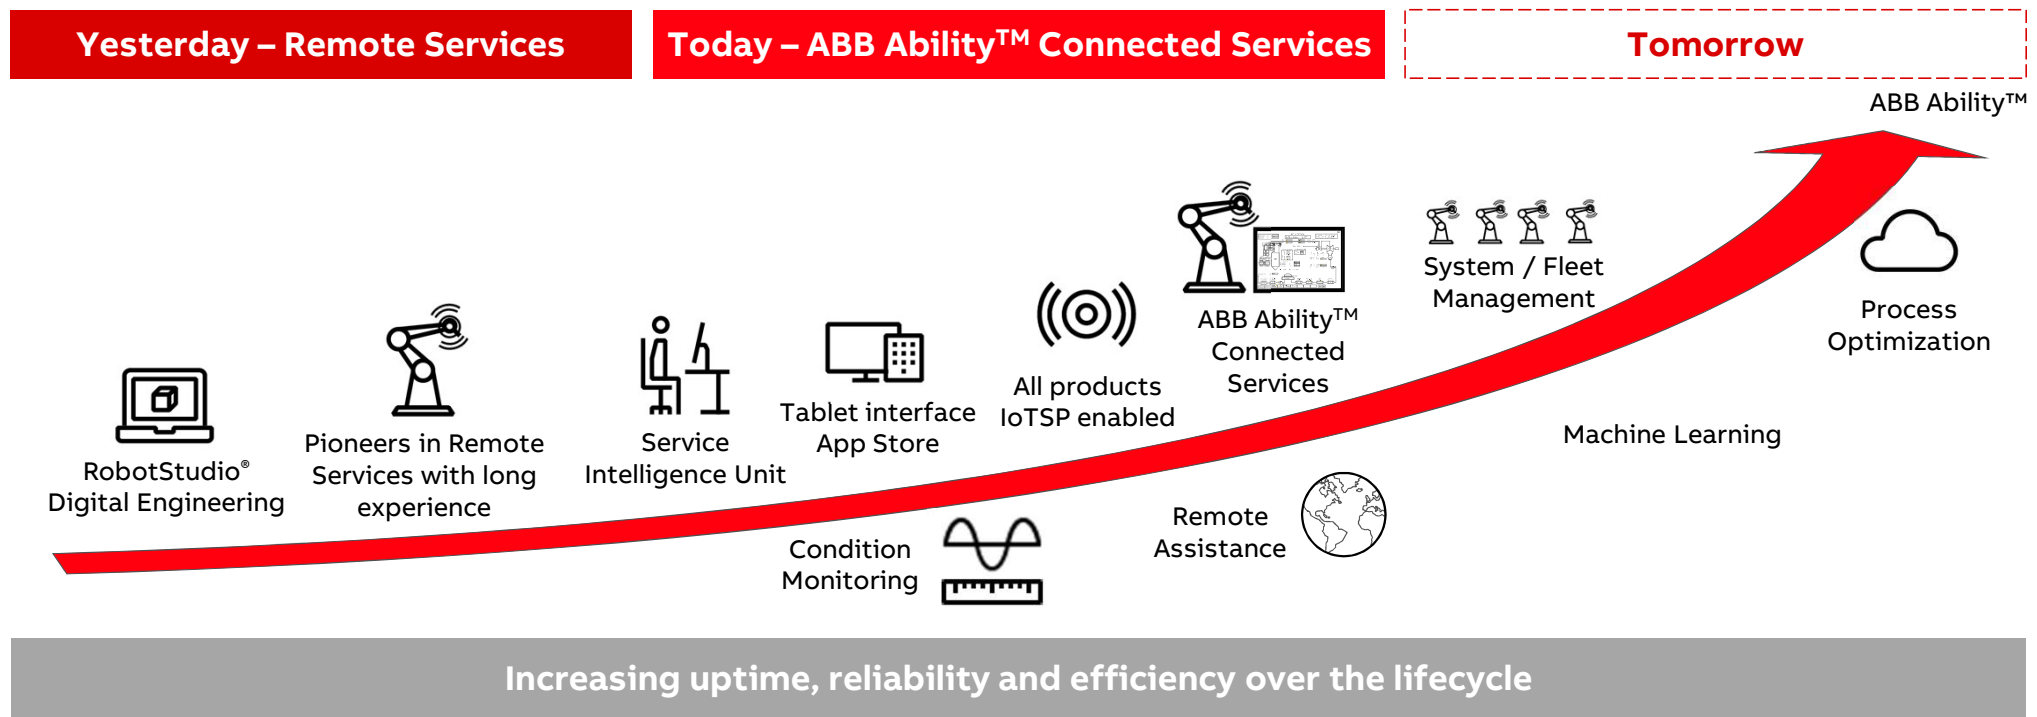 Yesterday – Remote Services
Today – ABB Ability™ Connected Services
Tomorrow
ABB Ability™
RobotStudio®
Digital Engineering
Pioneers in Remote
Services with long
experience
Service
Intelligence Unit
Tablet interface
App Store
All products
IoTSP enabled
ABB Ability™
Connected
Services
System / Fleet
Management
Process
Optimization
Condition
Monitoring
Remote
Assistance
Machine Learning
Increasing uptime, reliability and efficiency over the lifecycle